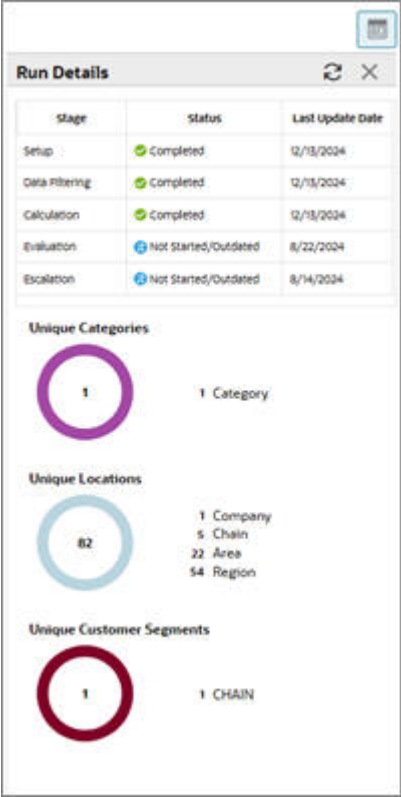 Run Details
Stage Status Last Update Date
Setup Completed 12/13/2024
Data Filtering Completed 12/13/2024
Calculation Completed 12/13/2024
Evaluation Not Started/Outdated 8/22/2024
Escalation Not Started/Outdated 8/14/2024
Unique Categories
1
1 Category
Unique Locations
82
1 Company
5 Chain
22 Area
54 Region
Unique Customer Segments
1
1 CHAIN